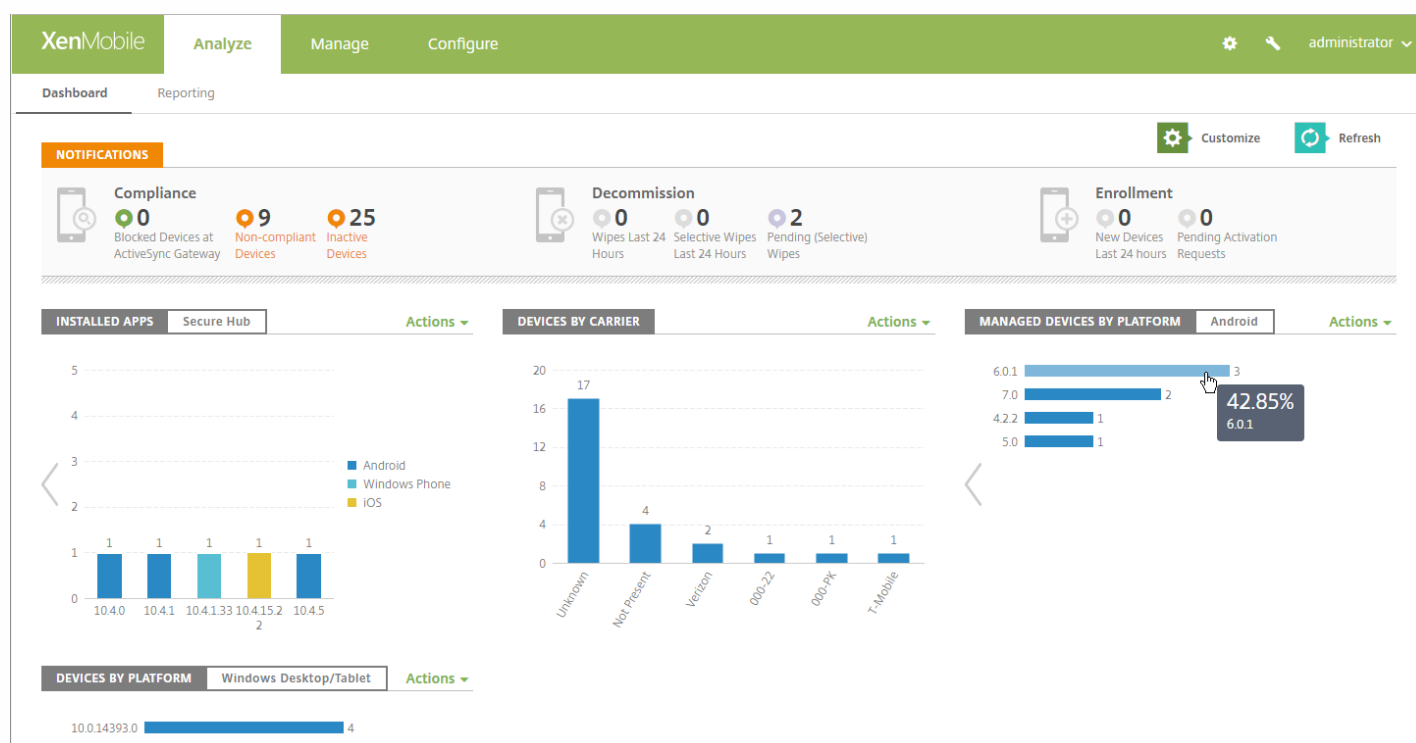 XenMobile Analyze Manage Configure administrator
Dashboard Reporting
Customize Refresh
NOTIFICATIONS
Compliance
0 9 25
Blocked Devices at Non-compliant Inactive
ActiveSync Gateway Devices Devices
Decommission
0 0 2
Wipes Last 24 Selective Wipes Pending (Selective)
Hours Last 24 Hours Wipes
Enrollment
0 0
New Devices Pending Activation
Last 24 hours Requests
INSTALLED APPS Secure Hub Actions
5
4
3
2
1
0
1 1 1 1 1
10.4.0 10.4.1 10.4.1.33 10.4.15.2 10.4.5
2
Android
Windows Phone
iOS
DEVICES BY CARRIER Actions
20
16
12
8
4
0
17
4
2
1
1
1
Unknown
Not Present
Verizon
000-22
000-PK
T-Mobile
MANAGED DEVICES BY PLATFORM Android Actions
6.0.1 3
7.0 2
4.2.2 1
5.0 1
42.85%
6.0.1
DEVICES BY PLATFORM Windows Desktop/Tablet Actions
10.0.14393.0 4